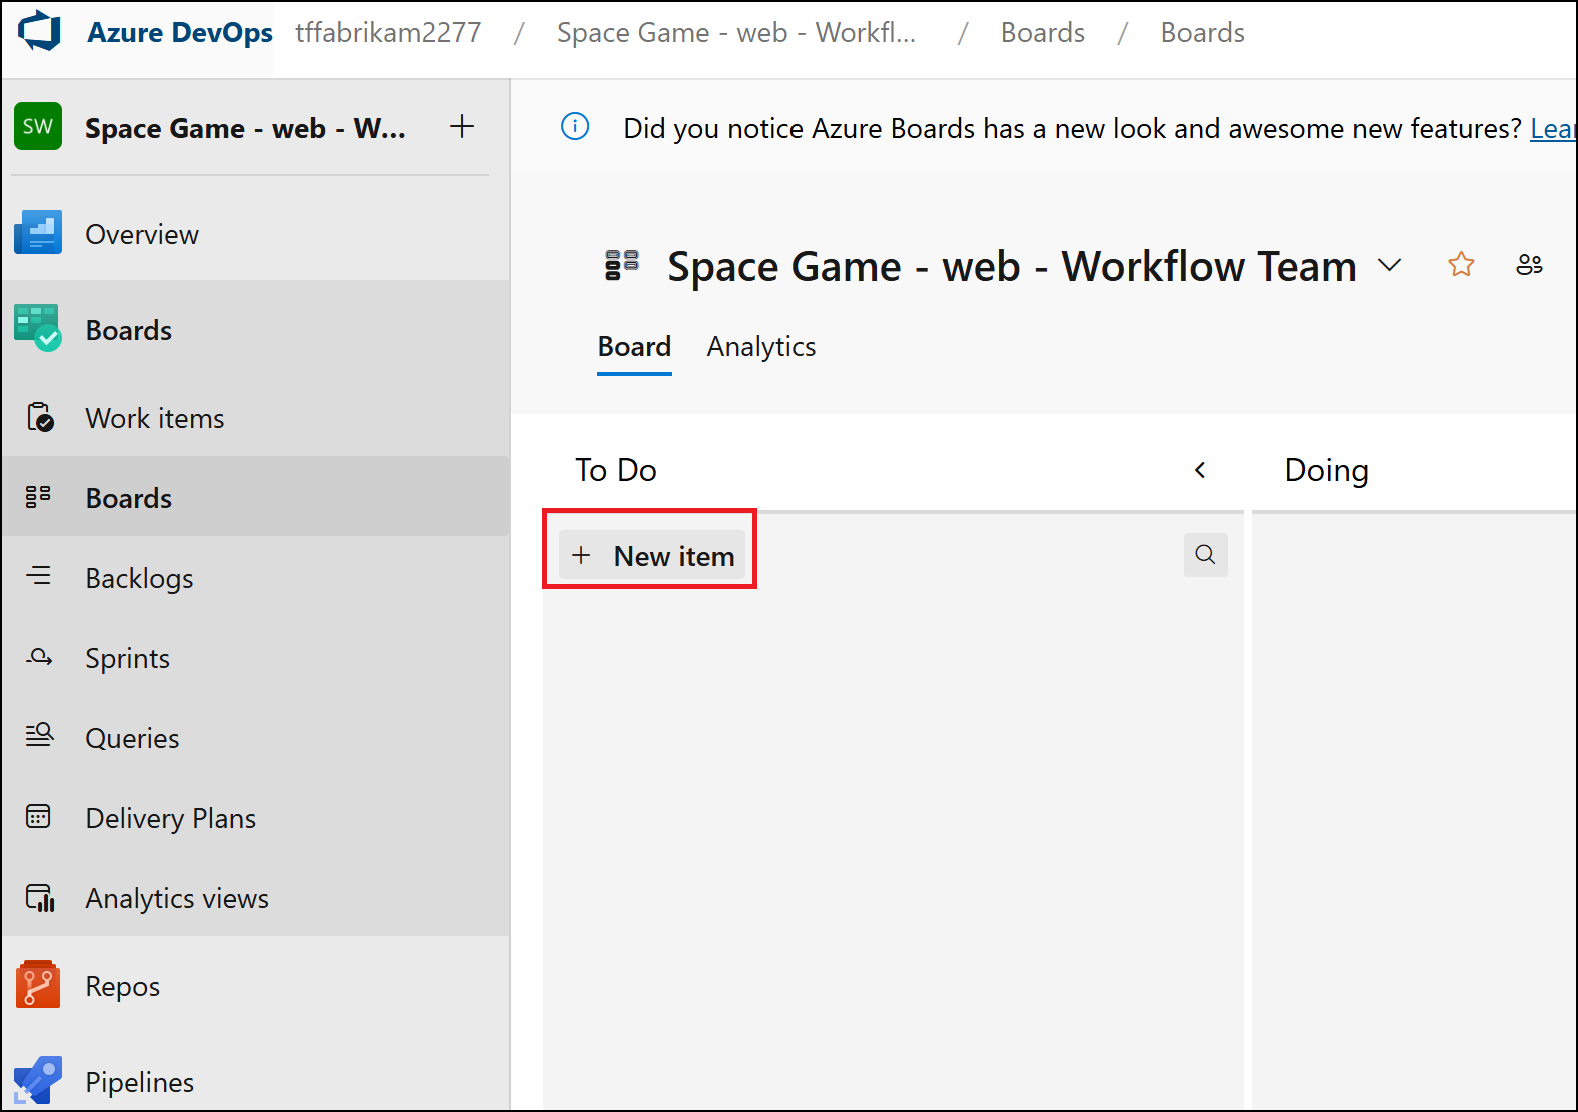 Azure DevOps tffabrikam2277 / Space Game - web - Workfl... / Boards / Boards
SW Space Game - web - W... +
Did you notice Azure Boards has a new look and awesome new features? Lear
Overview
Space Game - web - Workflow Team
Boards
Board Analytics
Work items
To Do Doing
Boards
+ New item
Backlogs
Sprints
Queries
Delivery Plans
Analytics views
Repos
Pipelines